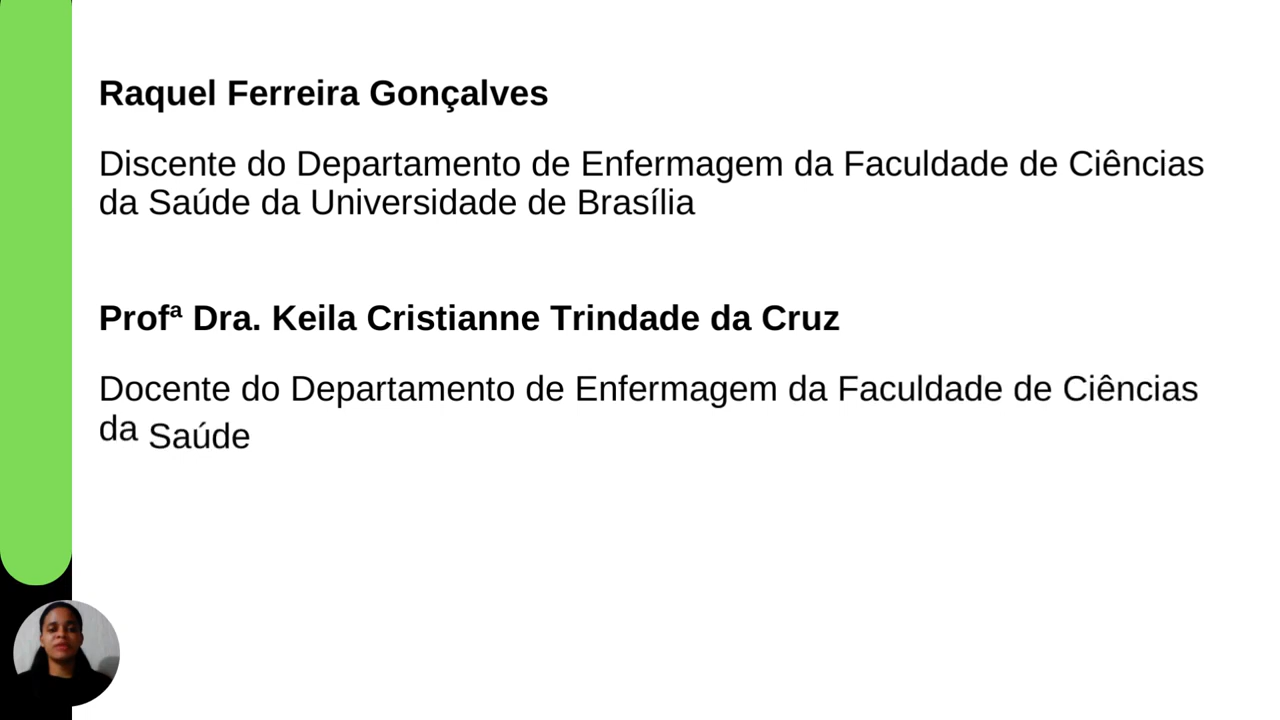 Raquel Ferreira Gonçalves
Discente do Departamento de Enfermagem da Faculdade de Ciências
da Saúde da Universidade de Brasília
Profª Dra. Keila Cristianne Trindade da Cruz
Docente do Departamento de Enfermagem da Faculdade de Ciências
da Saúde